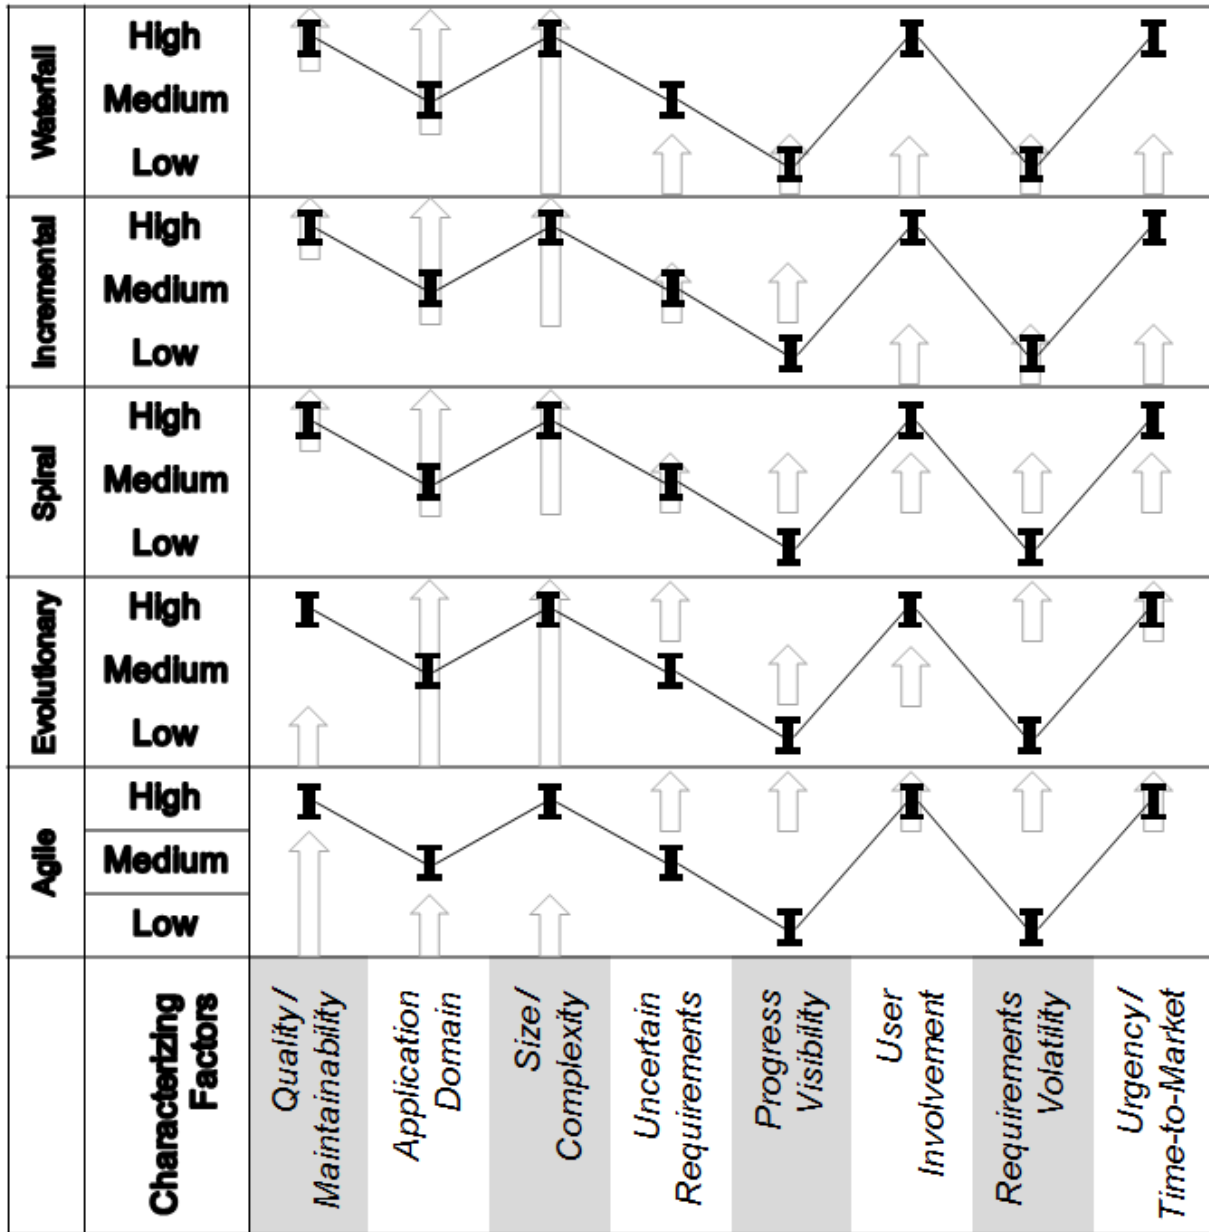 Waterfall
High
Medium
Low
Incremental
High
Medium
Low
Spiral
High
Medium
Low
Evolutionary
High
Medium
Low
Agile
High
Medium
Low
Characterizing
Factors
Quality /
Maintainability
Application
Domain
Size /
Complexity
Uncertain
Requirements
Progress
Visibility
User
Involvement
Requirements
Volatility
Urgency /
Time-to-Market